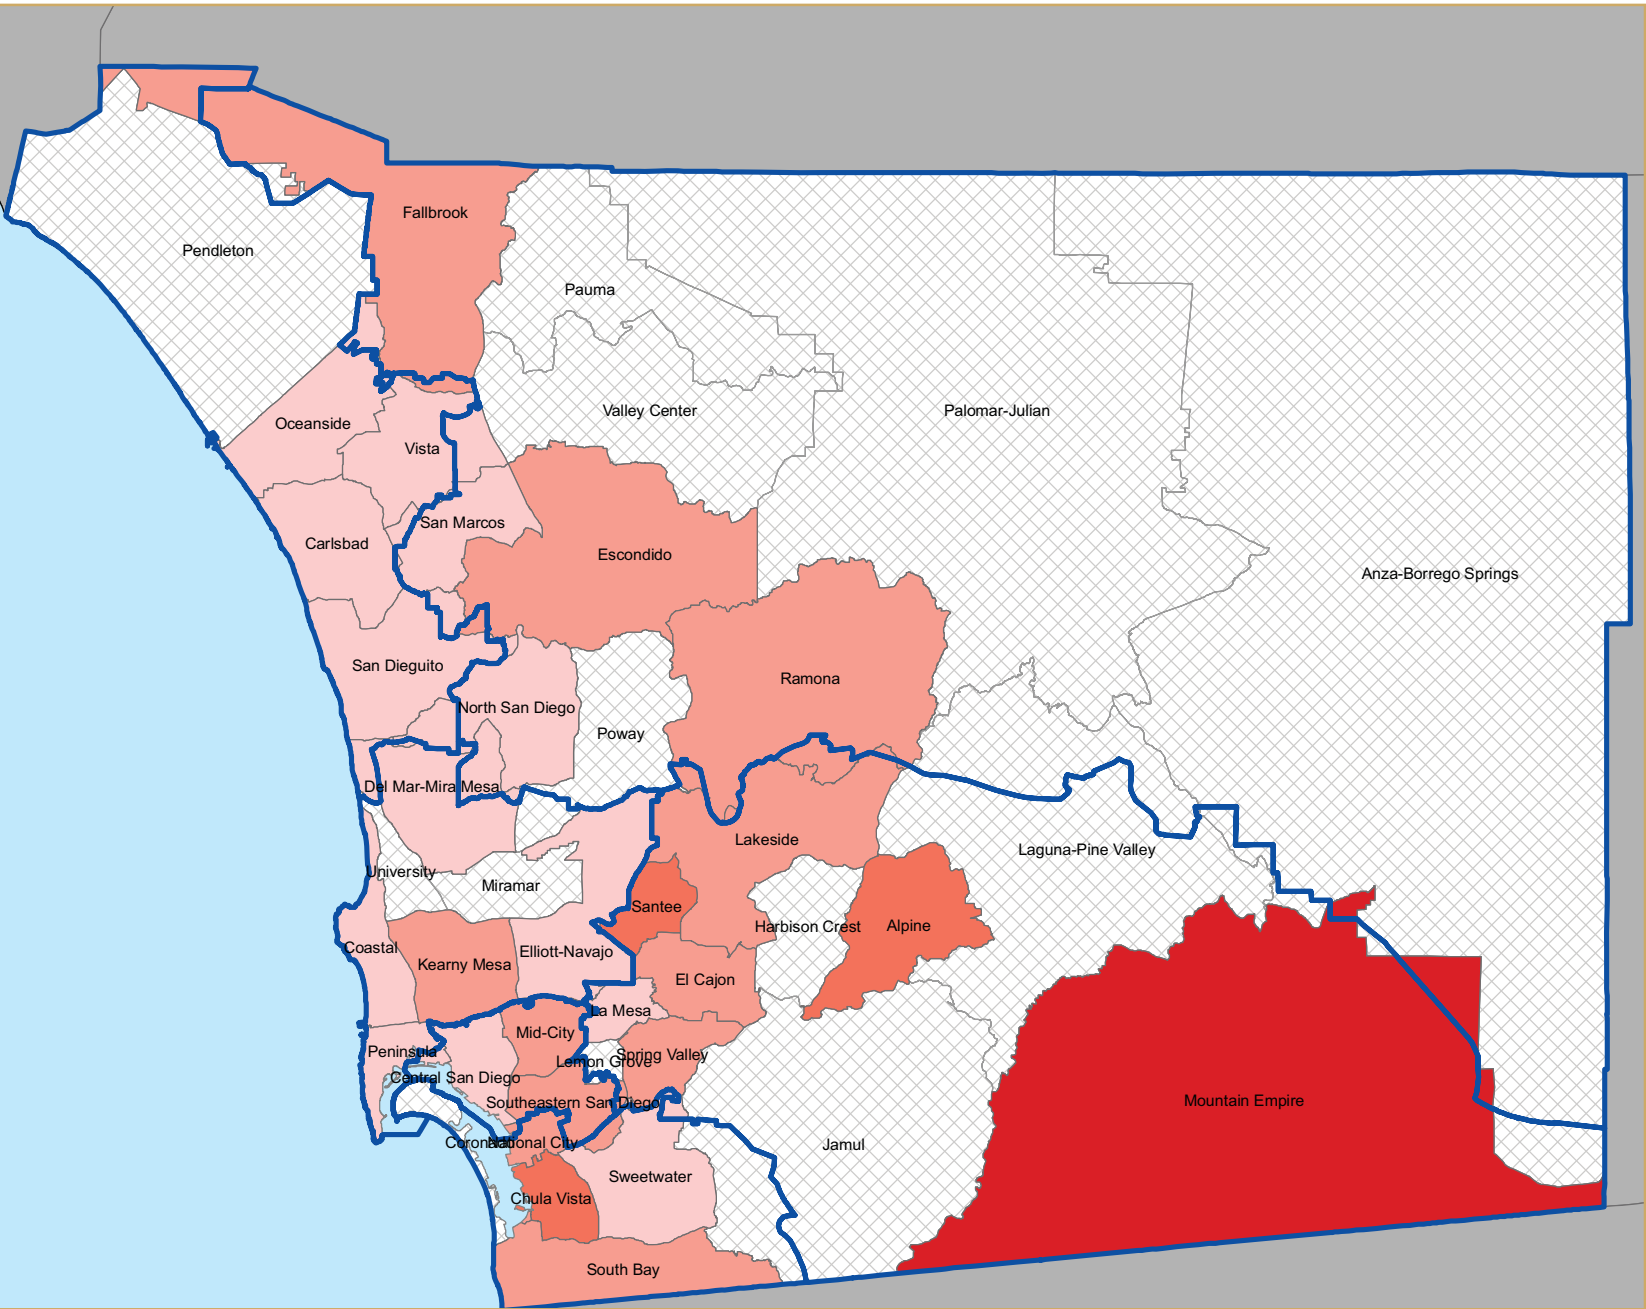 Fallbrook
Pendleton
Pauma
Valley Center
Palomar-Julian
Oceanside
Vista
San Marcos
Carlsbad
Escondido
Anza-Borrego Springs
San Dieguito
Ramona
North San Diego
Poway
Del Mar-Mira Mesa
Lakeside
Laguna-Pine Valley
University
Miramar
Santee
Harbison Crest
Alpine
Coastal
Elliott-Navajo
Kearny Mesa
El Cajon
La Mesa
Mid-City
Peninsula
Lemon Grove
Spring Valley
Central San Diego
Southeastern San Diego
Mountain Empire
Coronado
National City
Jamul
Sweetwater
Chula Vista
South Bay